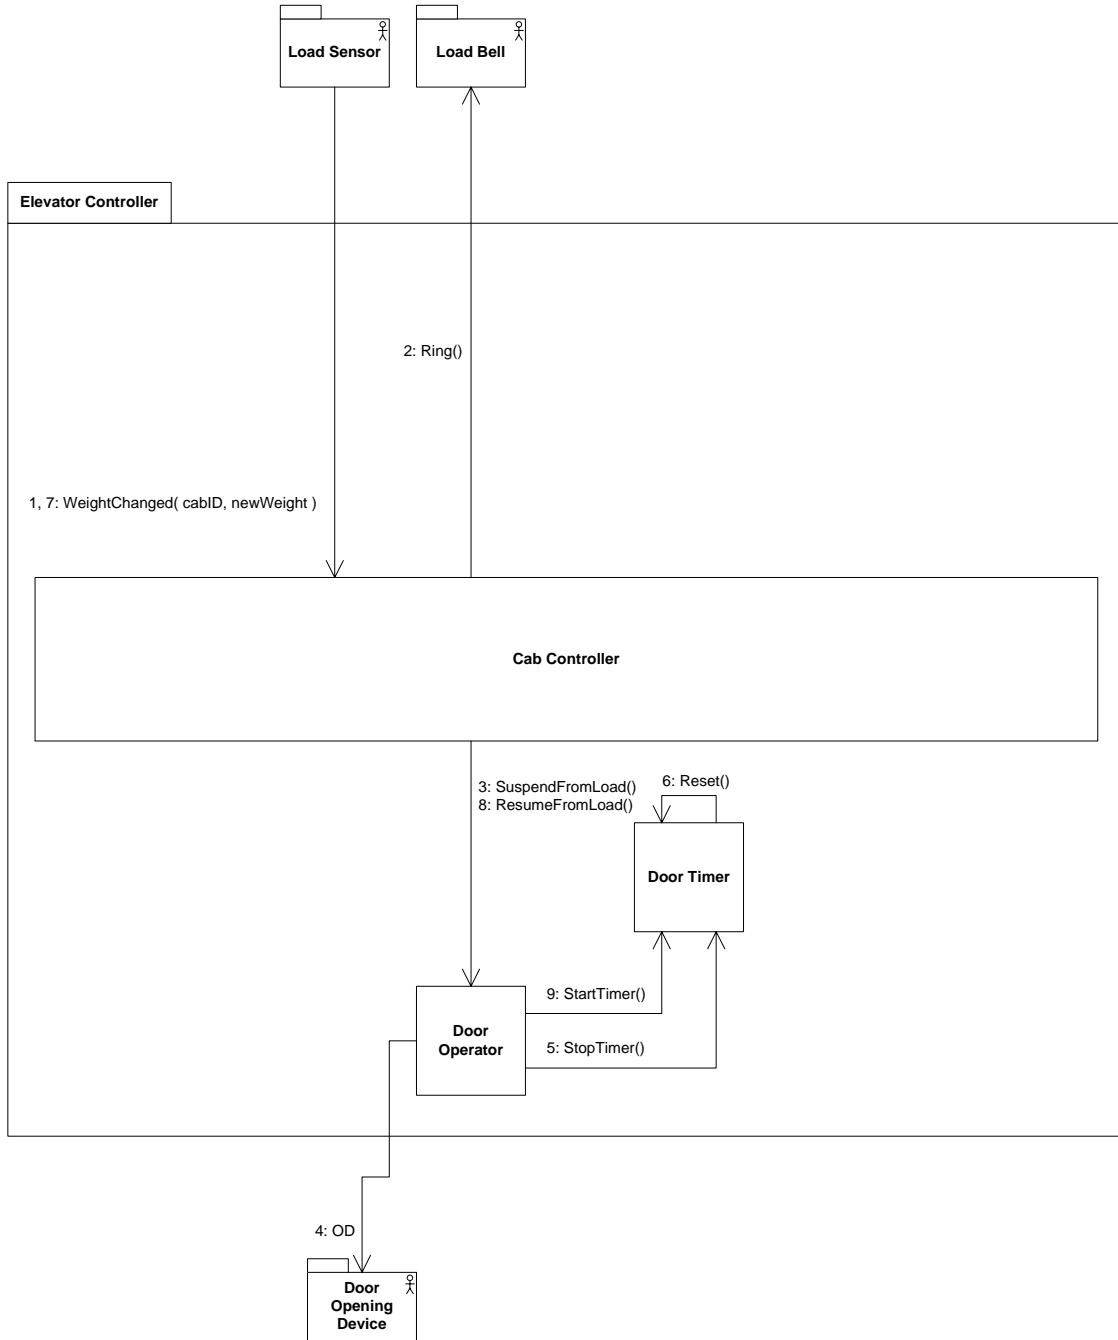 Load Sensor
Load Bell
Elevator Controller
2: Ring()
1, 7: WeightChanged( cabID, newWeight )
Cab Controller
3: SuspendFromLoad()
8: ResumeFromLoad()
6: Reset()
Door Timer
9: StartTimer()
Door
Operator
5: StopTimer()
4: OD
Door
Opening
Device